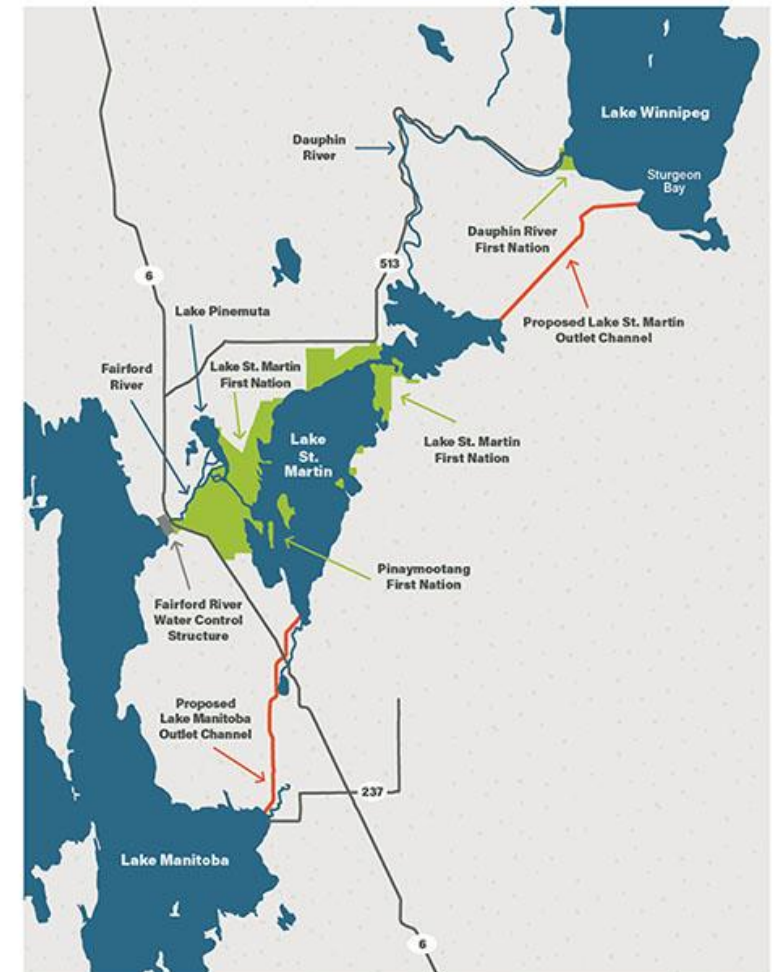 Lake Winnipeg
Dauphin
River
Sturgeon
Bay
Dauphin River
First Nation
513
6
Lake Pinemuta
Proposed Lake St. Martin
Outlet Channel
Fairford
River
Lake St. Martin
First Nation
Lake
St.
Martin
Lake St. Martin
First Nation
Pinaymootang
First Nation
Fairford River
Water Control
Structure
Proposed
Lake Manitoba
Outlet Channel
237
Lake Manitoba
6